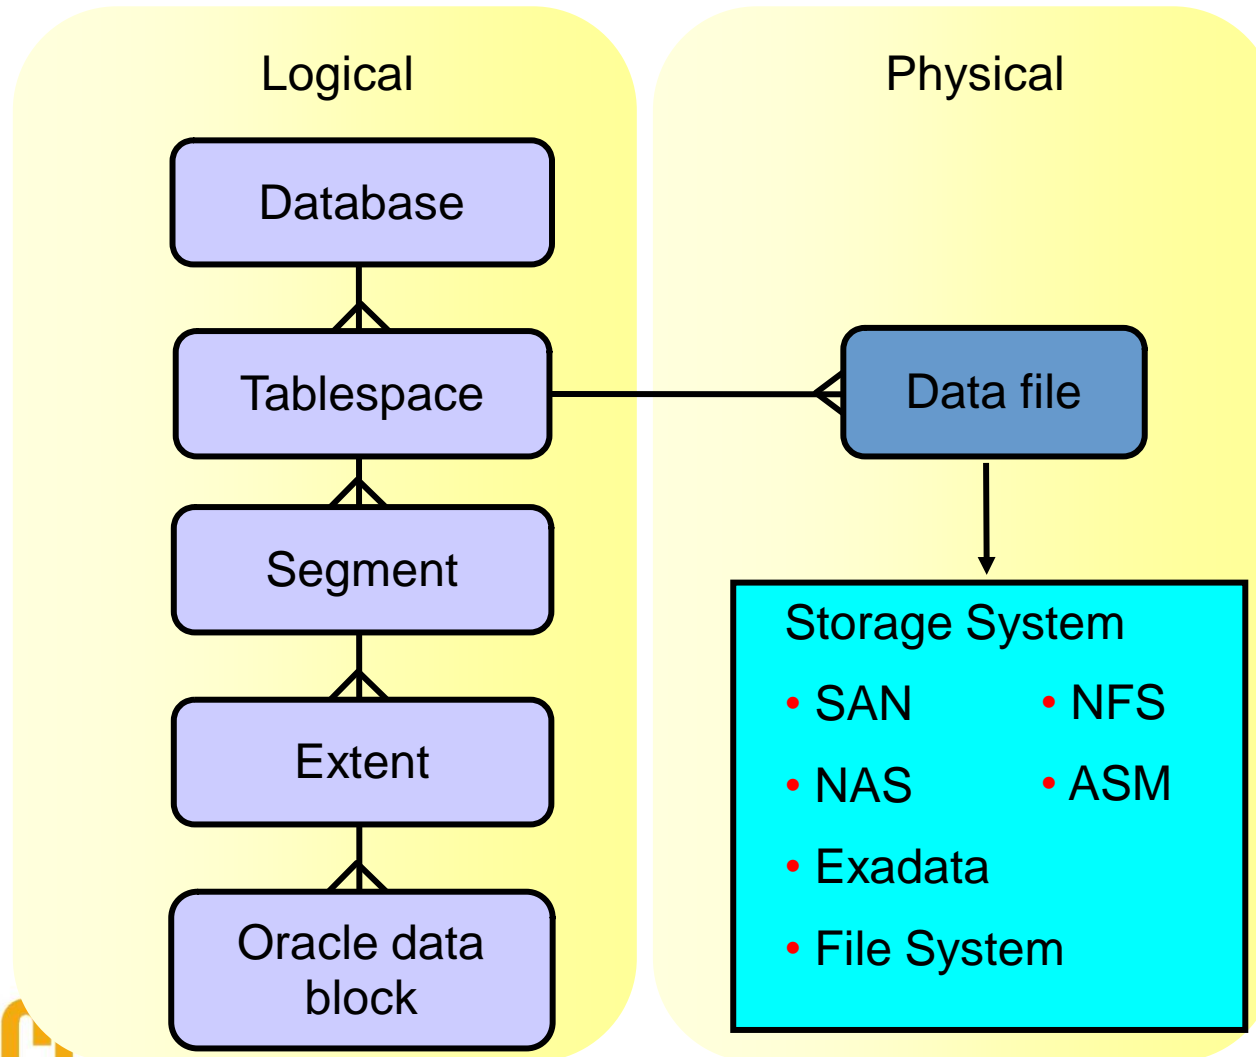 Logical
Database
Tablespace
Segment
Extent
Oracle data
block
Physical
Data file
Storage System
• SAN
• NFS
• NAS
• ASM
• Exadata
• File System